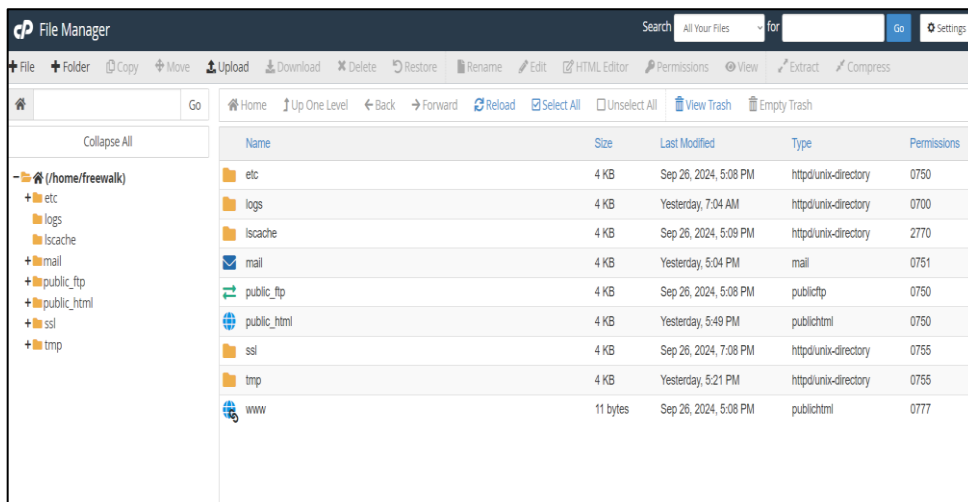 cP File Manager
Search All Your Files for Go Settings
File Folder Copy Move Upload Download Delete Restore Rename Edit HTML Editor Permissions View Extract Compress
Go Home Up One Level Back Forward Reload Select All Unselect All View Trash Empty Trash
Collapse All
Name Size Last Modified Type Permissions
(/home/freewalk)
etc
logs
lscache
mail
public_ftp
public_html
ssl
tmp
etc 4 KB Sep 26, 2024, 5:08 PM httpd/unix-directory 0750
logs 4 KB Yesterday, 7:04 AM httpd/unix-directory 0700
lscache 4 KB Sep 26, 2024, 5:09 PM httpd/unix-directory 2770
mail 4 KB Yesterday, 5:04 PM mail 0751
public_ftp 4 KB Sep 26, 2024, 5:08 PM publicftp 0750
public_html 4 KB Yesterday, 5:49 PM publichtml 0750
ssl 4 KB Sep 26, 2024, 7:08 PM httpd/unix-directory 0755
tmp 4 KB Yesterday, 5:21 PM httpd/unix-directory 0755
www 11 bytes Sep 26, 2024, 5:08 PM publichtml 0777